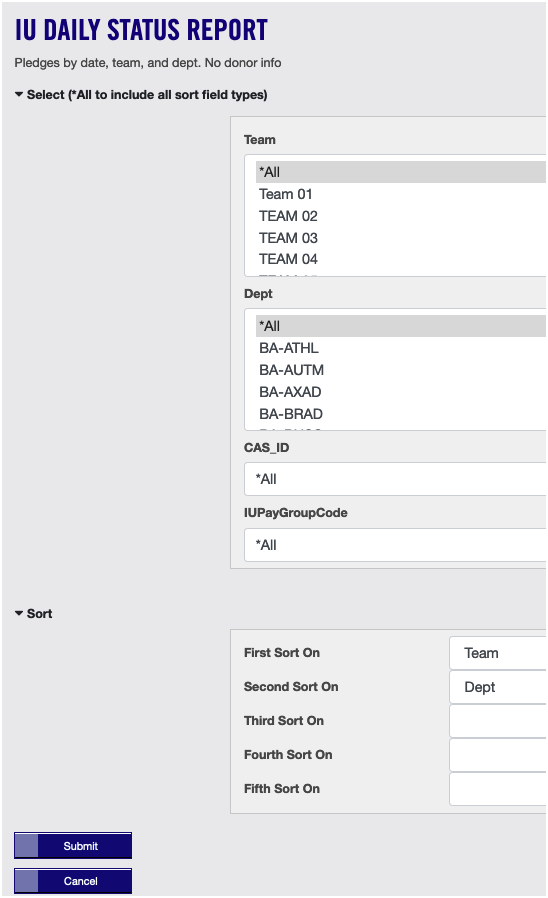 IU DAILY STATUS REPORT
Pledges by date, team, and dept. No donor info
Select (*All to include all sort field types)
Team
*All
Team 01
TEAM 02
TEAM 03
TEAM 04
Dept
*All
BA-ATHL
BA-AUTM
BA-AXAD
BA-BRAD
CAS_ID
*All
IUPayGroupCode
*All
Sort
First Sort On Team
Second Sort On Dept
Third Sort On
Fourth Sort On
Fifth Sort On
Submit
Cancel